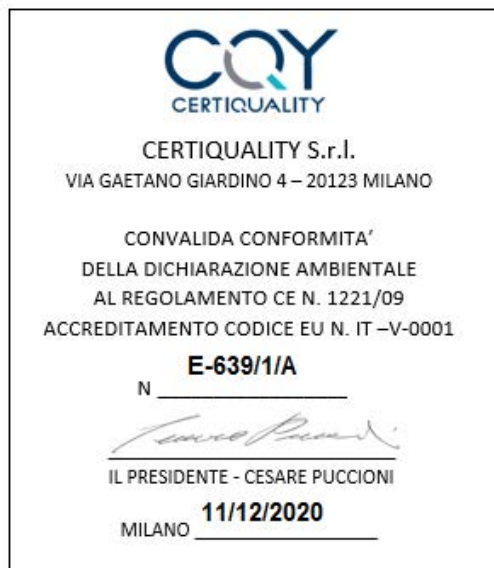 CQY
CERTIQUALITY
CERTIQUALITY S.r.l.
VIA GAETANO GIARDINO 4 – 20123 MILANO
CONVALIDA CONFORMITA’
DELLA DICHIARAZIONE AMBIENTALE
AL REGOLAMENTO CE N. 1221/09
ACCREDITAMENTO CODICE EU N. IT –V-0001
E-639/1/A
N
IL PRESIDENTE - CESARE PUCCIONI
11/12/2020
MILANO